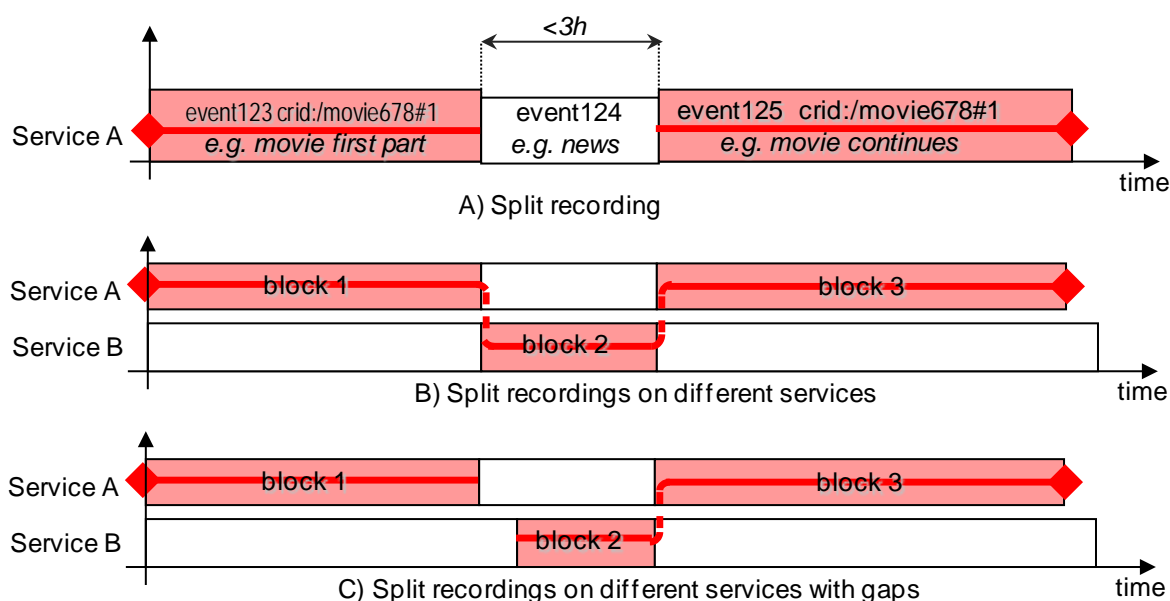 <3h
event123 crid:/movie678#1
event124
event125 crid:/movie678#1
Service A
e.g. movie first part
e.g. news
e.g. movie continues
time
A) Split recording
Service A
block 1
block 3
Service B
block 2
time
B) Split recordings on different services
Service A
block 1
block 3
Service B
block 2
time
C) Split recordings on different services with gaps